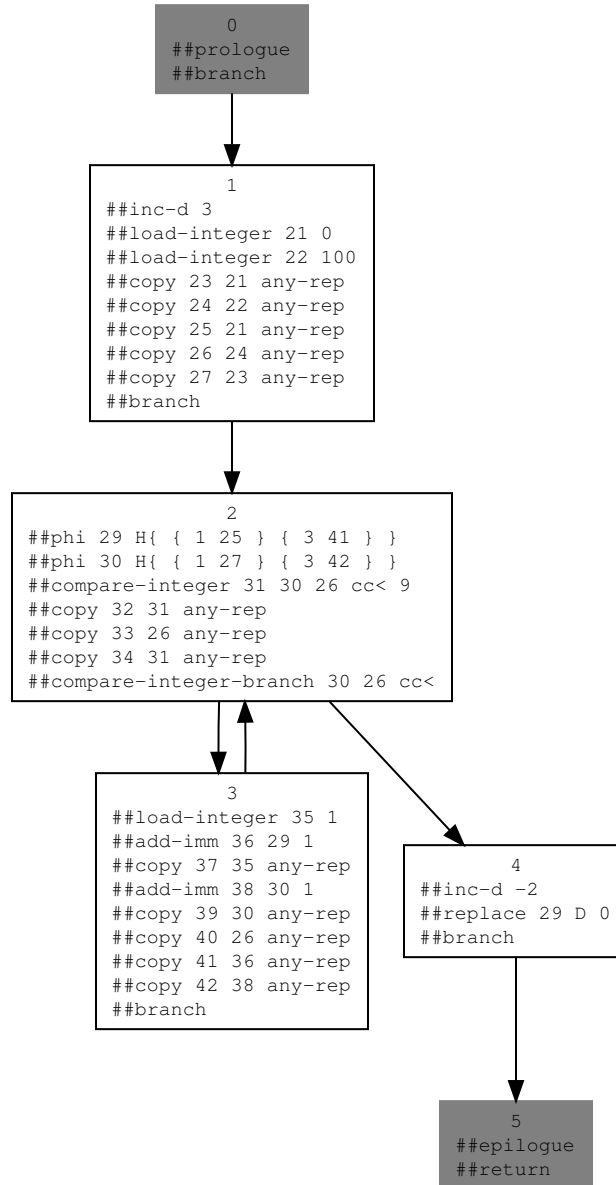 0
##prologue
##branch
1
##inc-d 3
##load-integer 21 0
##load-integer 22 100
##copy 23 21 any-rep
##copy 24 22 any-rep
##copy 25 21 any-rep
##copy 26 24 any-rep
##copy 27 23 any-rep
##branch
2
##phi 29 H{ { 1 25 } { 3 41 } }
##phi 30 H{ { 1 27 } { 3 42 } }
##compare-integer 31 30 26 cc< 9
##copy 32 31 any-rep
##copy 33 26 any-rep
##copy 34 31 any-rep
##compare-integer-branch 30 26 cc<
3
##load-integer 35 1
##add-imm 36 29 1
##copy 37 35 any-rep
##add-imm 38 30 1
##copy 39 30 any-rep
##copy 40 26 any-rep
##copy 41 36 any-rep
##copy 42 38 any-rep
##branch
4
##inc-d -2
##replace 29 D 0
##branch
5
##epilogue
##return